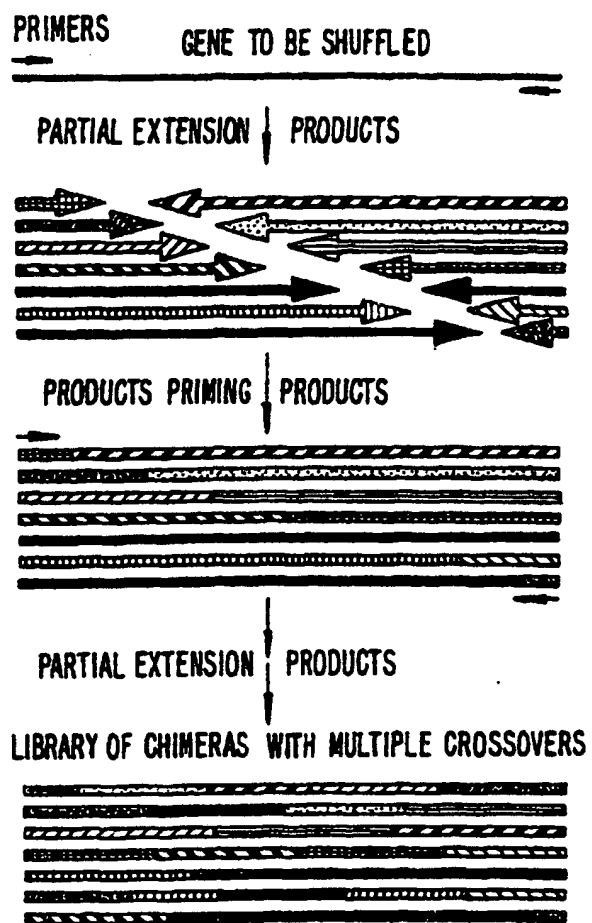 PRIMERS
GENE TO BE SHUFFLED
PARTIAL EXTENSION PRODUCTS
PRODUCTS PRIMING PRODUCTS
PARTIAL EXTENSION PRODUCTS
LIBRARY OF CHIMERAS WITH MULTIPLE CROSSOVERS